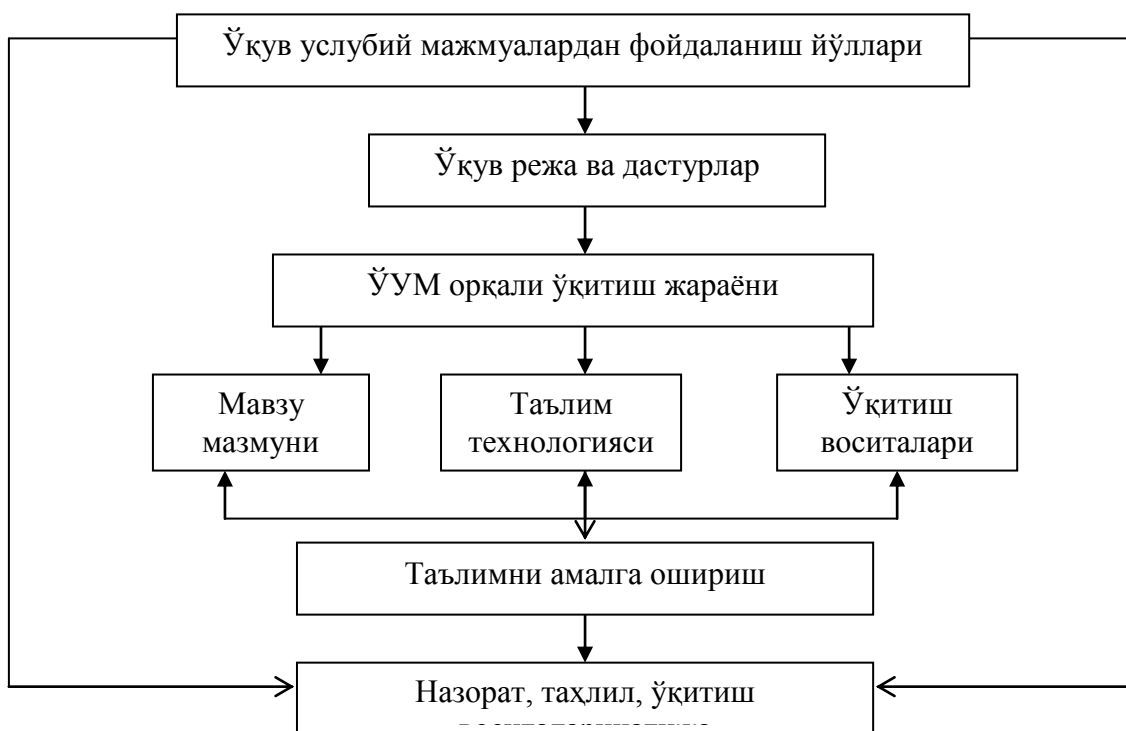 Ўқув услубий мажмуалардан фойдаланиш йўллари
Ўқув режа ва дастурлар
ЎУМ орқали ўқитиш жараёни
Мавзу
мазмуни
Таълим
технологияси
Ўқитиш
воситалари
Таълимни амалга ошириш
Назорат, таҳлил, ўқитиш